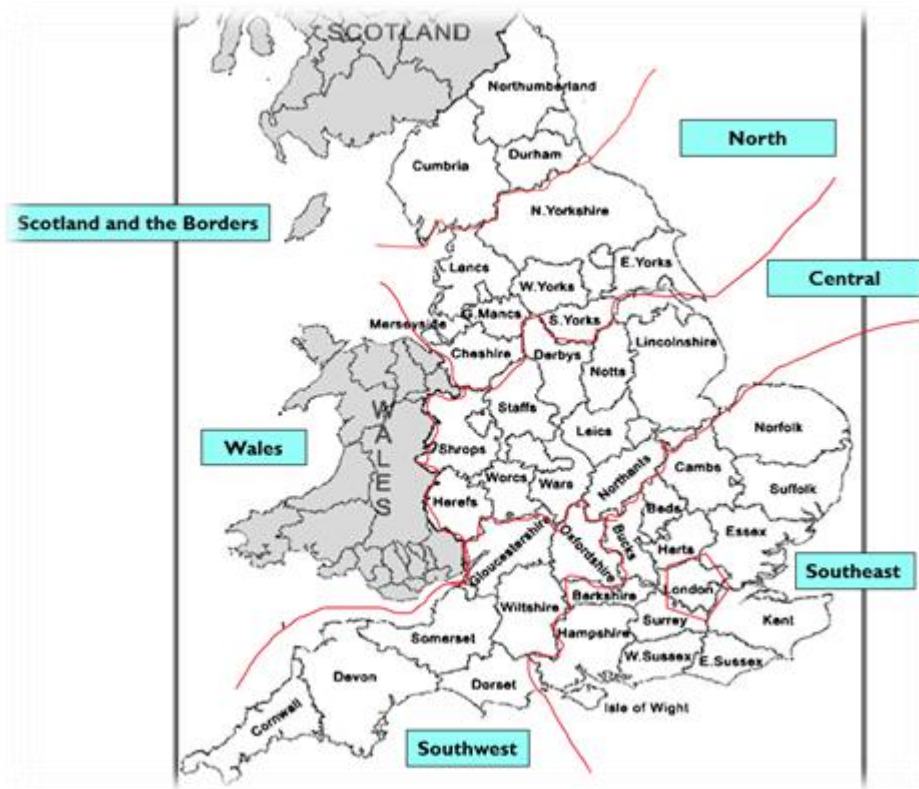 SCOTLAND
Northumberland
North
Durham
Cumbria
N.Yorkshire
Scotland and the Borders
E.Yorks
Lancs
W.Yorks
Central
G.Mancs
S.Yorks
Merseyside
Lincolnshire
Cheshire
Derbys
Notts
WALES
Staffs
Leics
Norfolk
Wales
Shrops
Northants
Cambs
Worcs
Wars
Suffolk
Herefs
Beds
Gloucestershire
Oxfordshire
Bucks
Essex
Herts
Southeast
London
Berkshire
Wiltshire
Surrey
Kent
Somerset
Hampshire
W.Sussex
E.Sussex
Devon
Dorset
Isle of Wight
Cornwall
Southwest